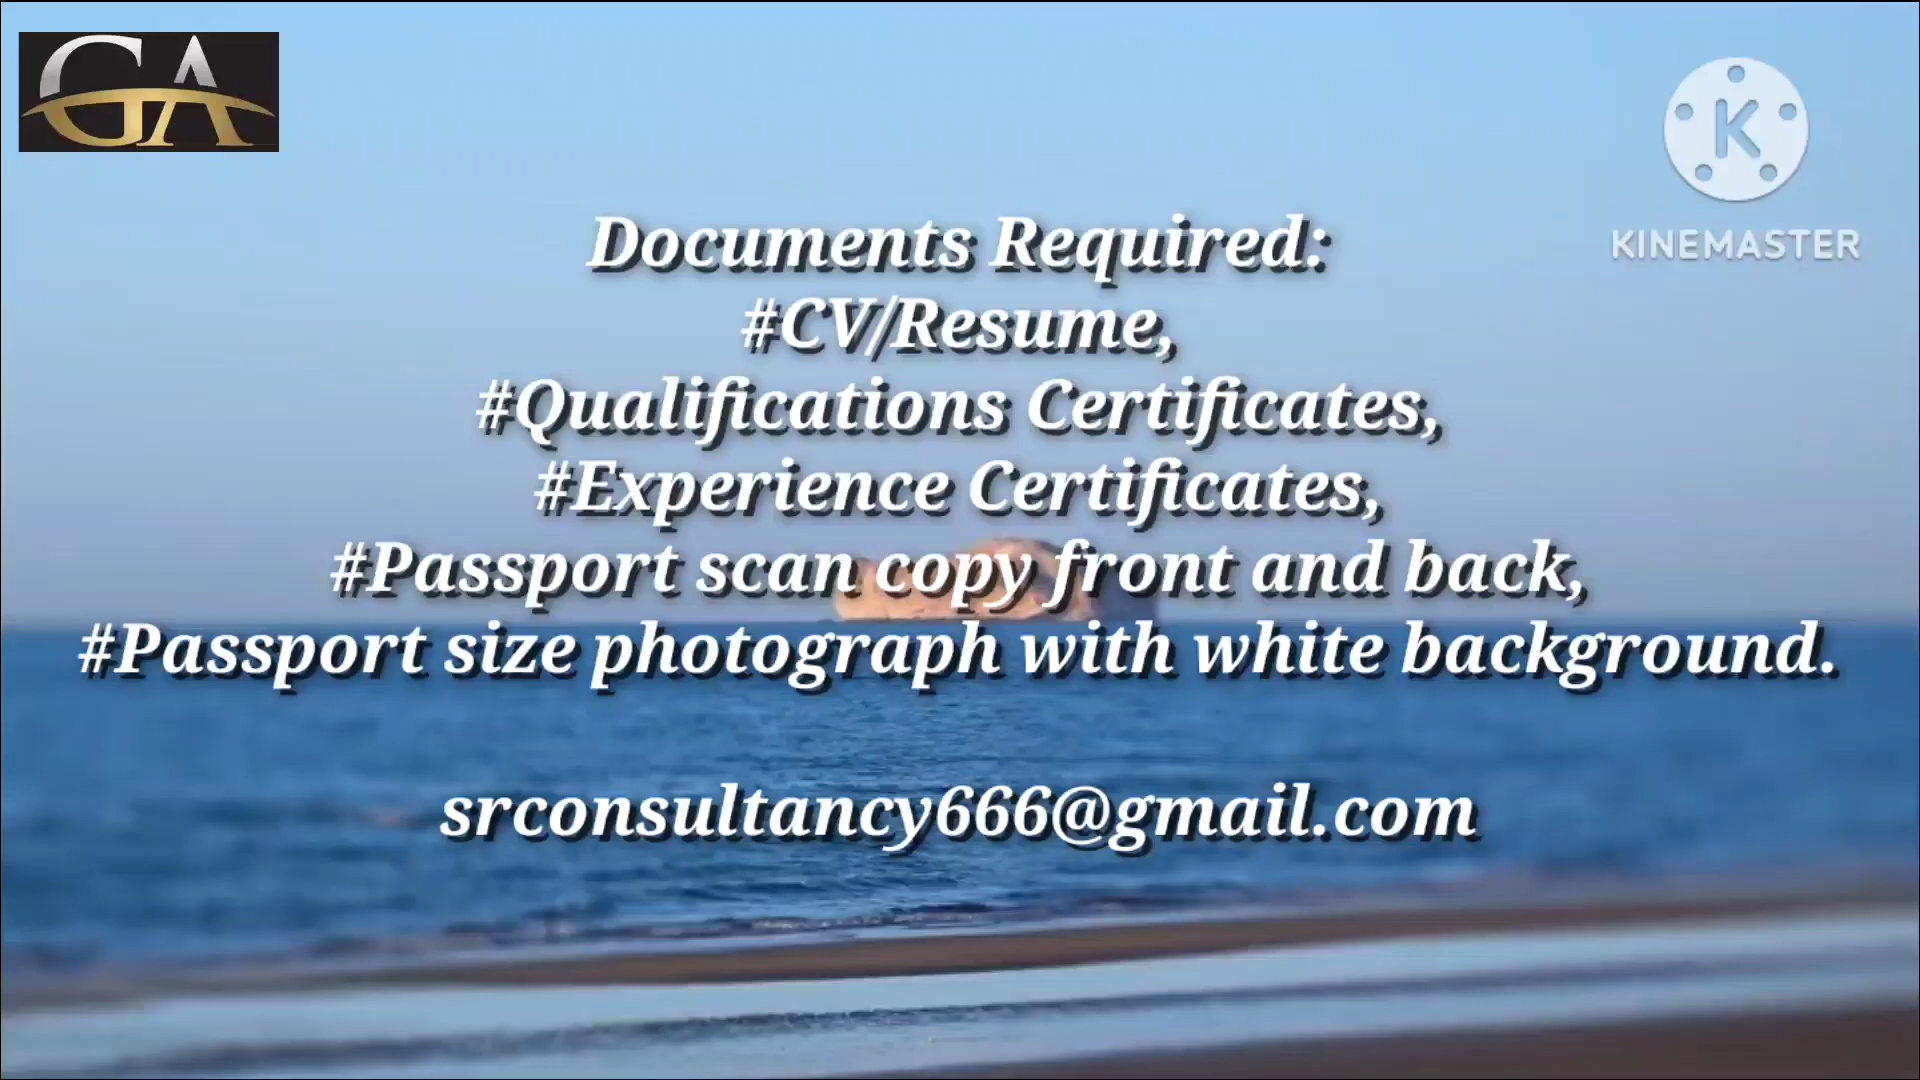 GA
K
KINEMASTER
Documents Required:
#CV/Resume,
#Qualifications Certificates,
#Experience Certificates,
#Passport scan copy front and back,
#Passport size photograph with white background.
srconsultancy666@gmail.com